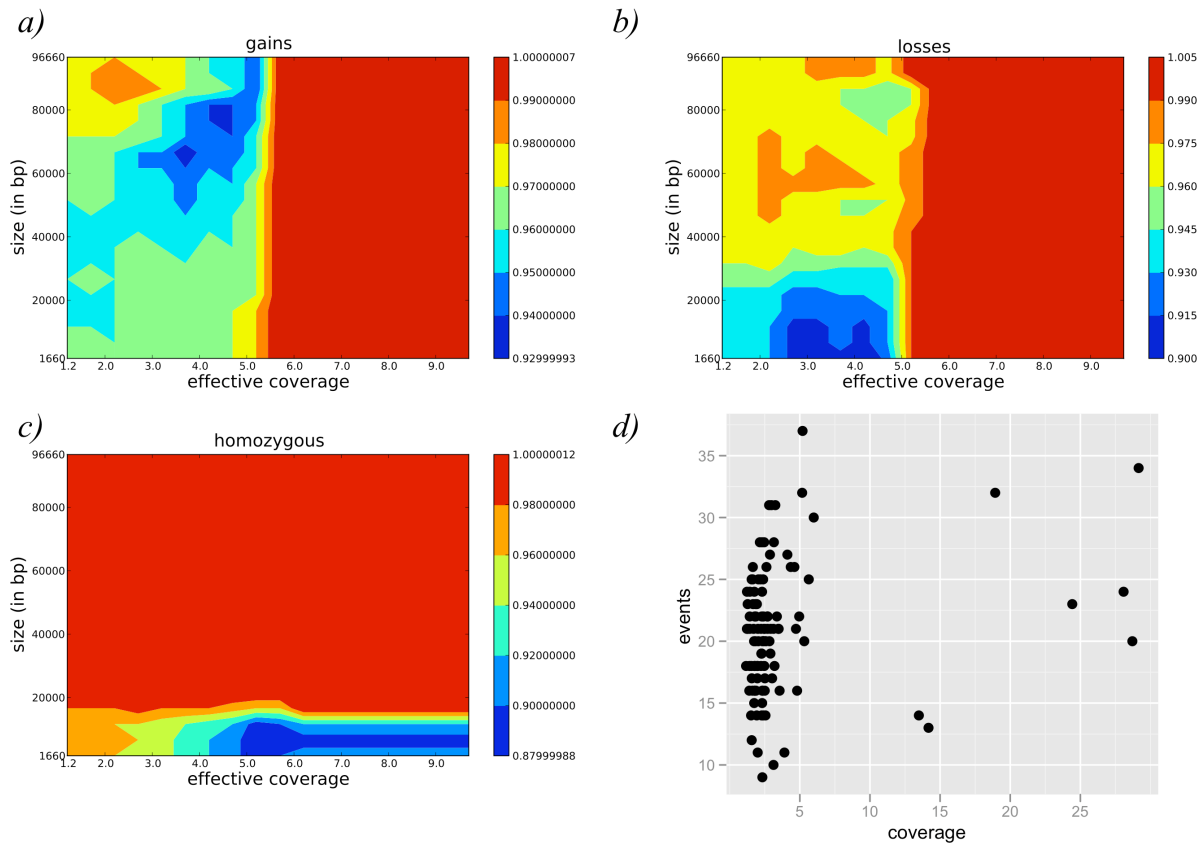 a)
gains
96660
80000
60000
40000
20000
1660
1.2 2.0 3.0 4.0 5.0 6.0 7.0 8.0 9.0
effective coverage
size (in bp)
1.00000007
0.99000000
0.98000000
0.97000000
0.96000000
0.95000000
0.94000000
0.92999993
b)
losses
96660
80000
60000
40000
20000
1660
1.2 2.0 3.0 4.0 5.0 6.0 7.0 8.0 9.0
effective coverage
size (in bp)
1.005
0.990
0.975
0.960
0.945
0.930
0.915
0.900
c)
homozygous
96660
80000
60000
40000
20000
1660
1.2 2.0 3.0 4.0 5.0 6.0 7.0 8.0 9.0
effective coverage
size (in bp)
1.00000012
0.98000000
0.96000000
0.94000000
0.92000000
0.90000000
0.87999988
d)
35
30
25
20
15
10
events
5 10 15 20 25
coverage